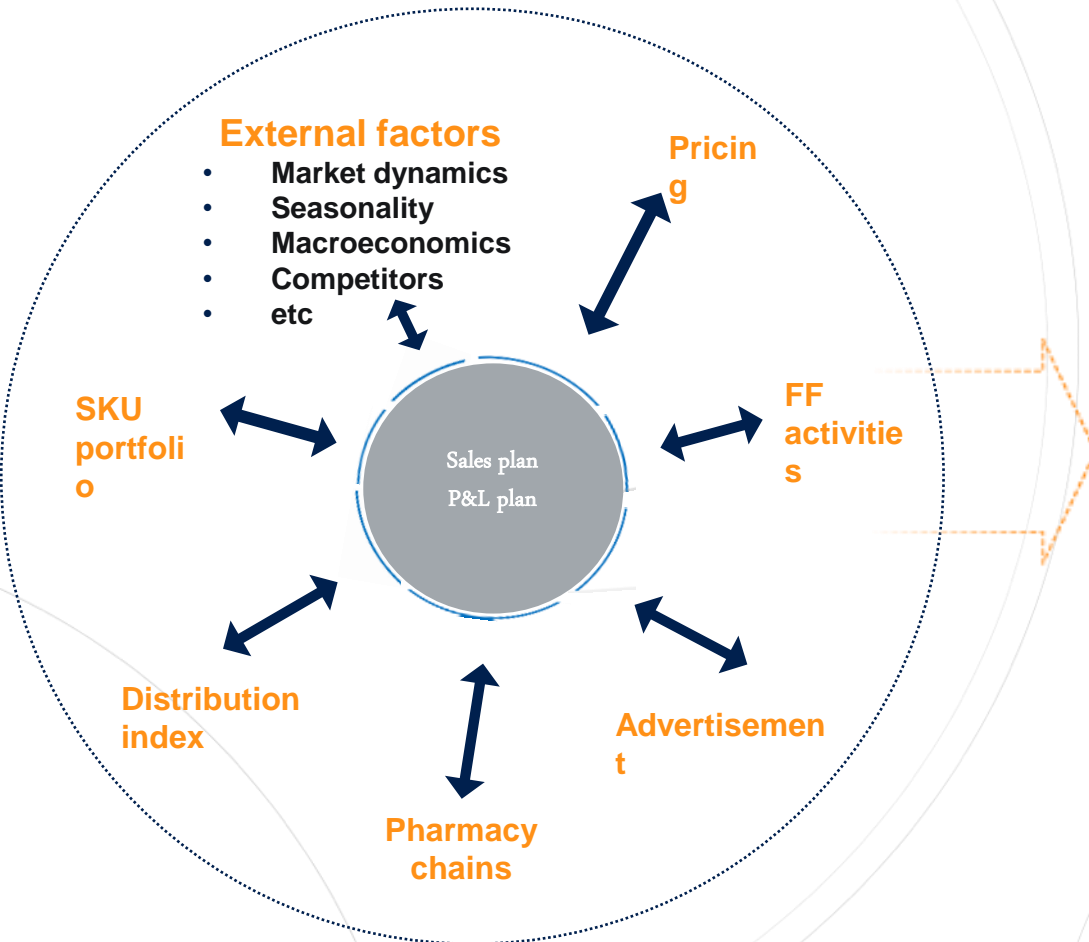 External factors
• Market dynamics
• Seasonality
• Macroeconomics
• Competitors
• etc
Pricin
g
SKU
portfoli
o
Sales plan
P&L plan
FF
activitie
s
Distribution
index
Advertisemen
t
Pharmacy
chains